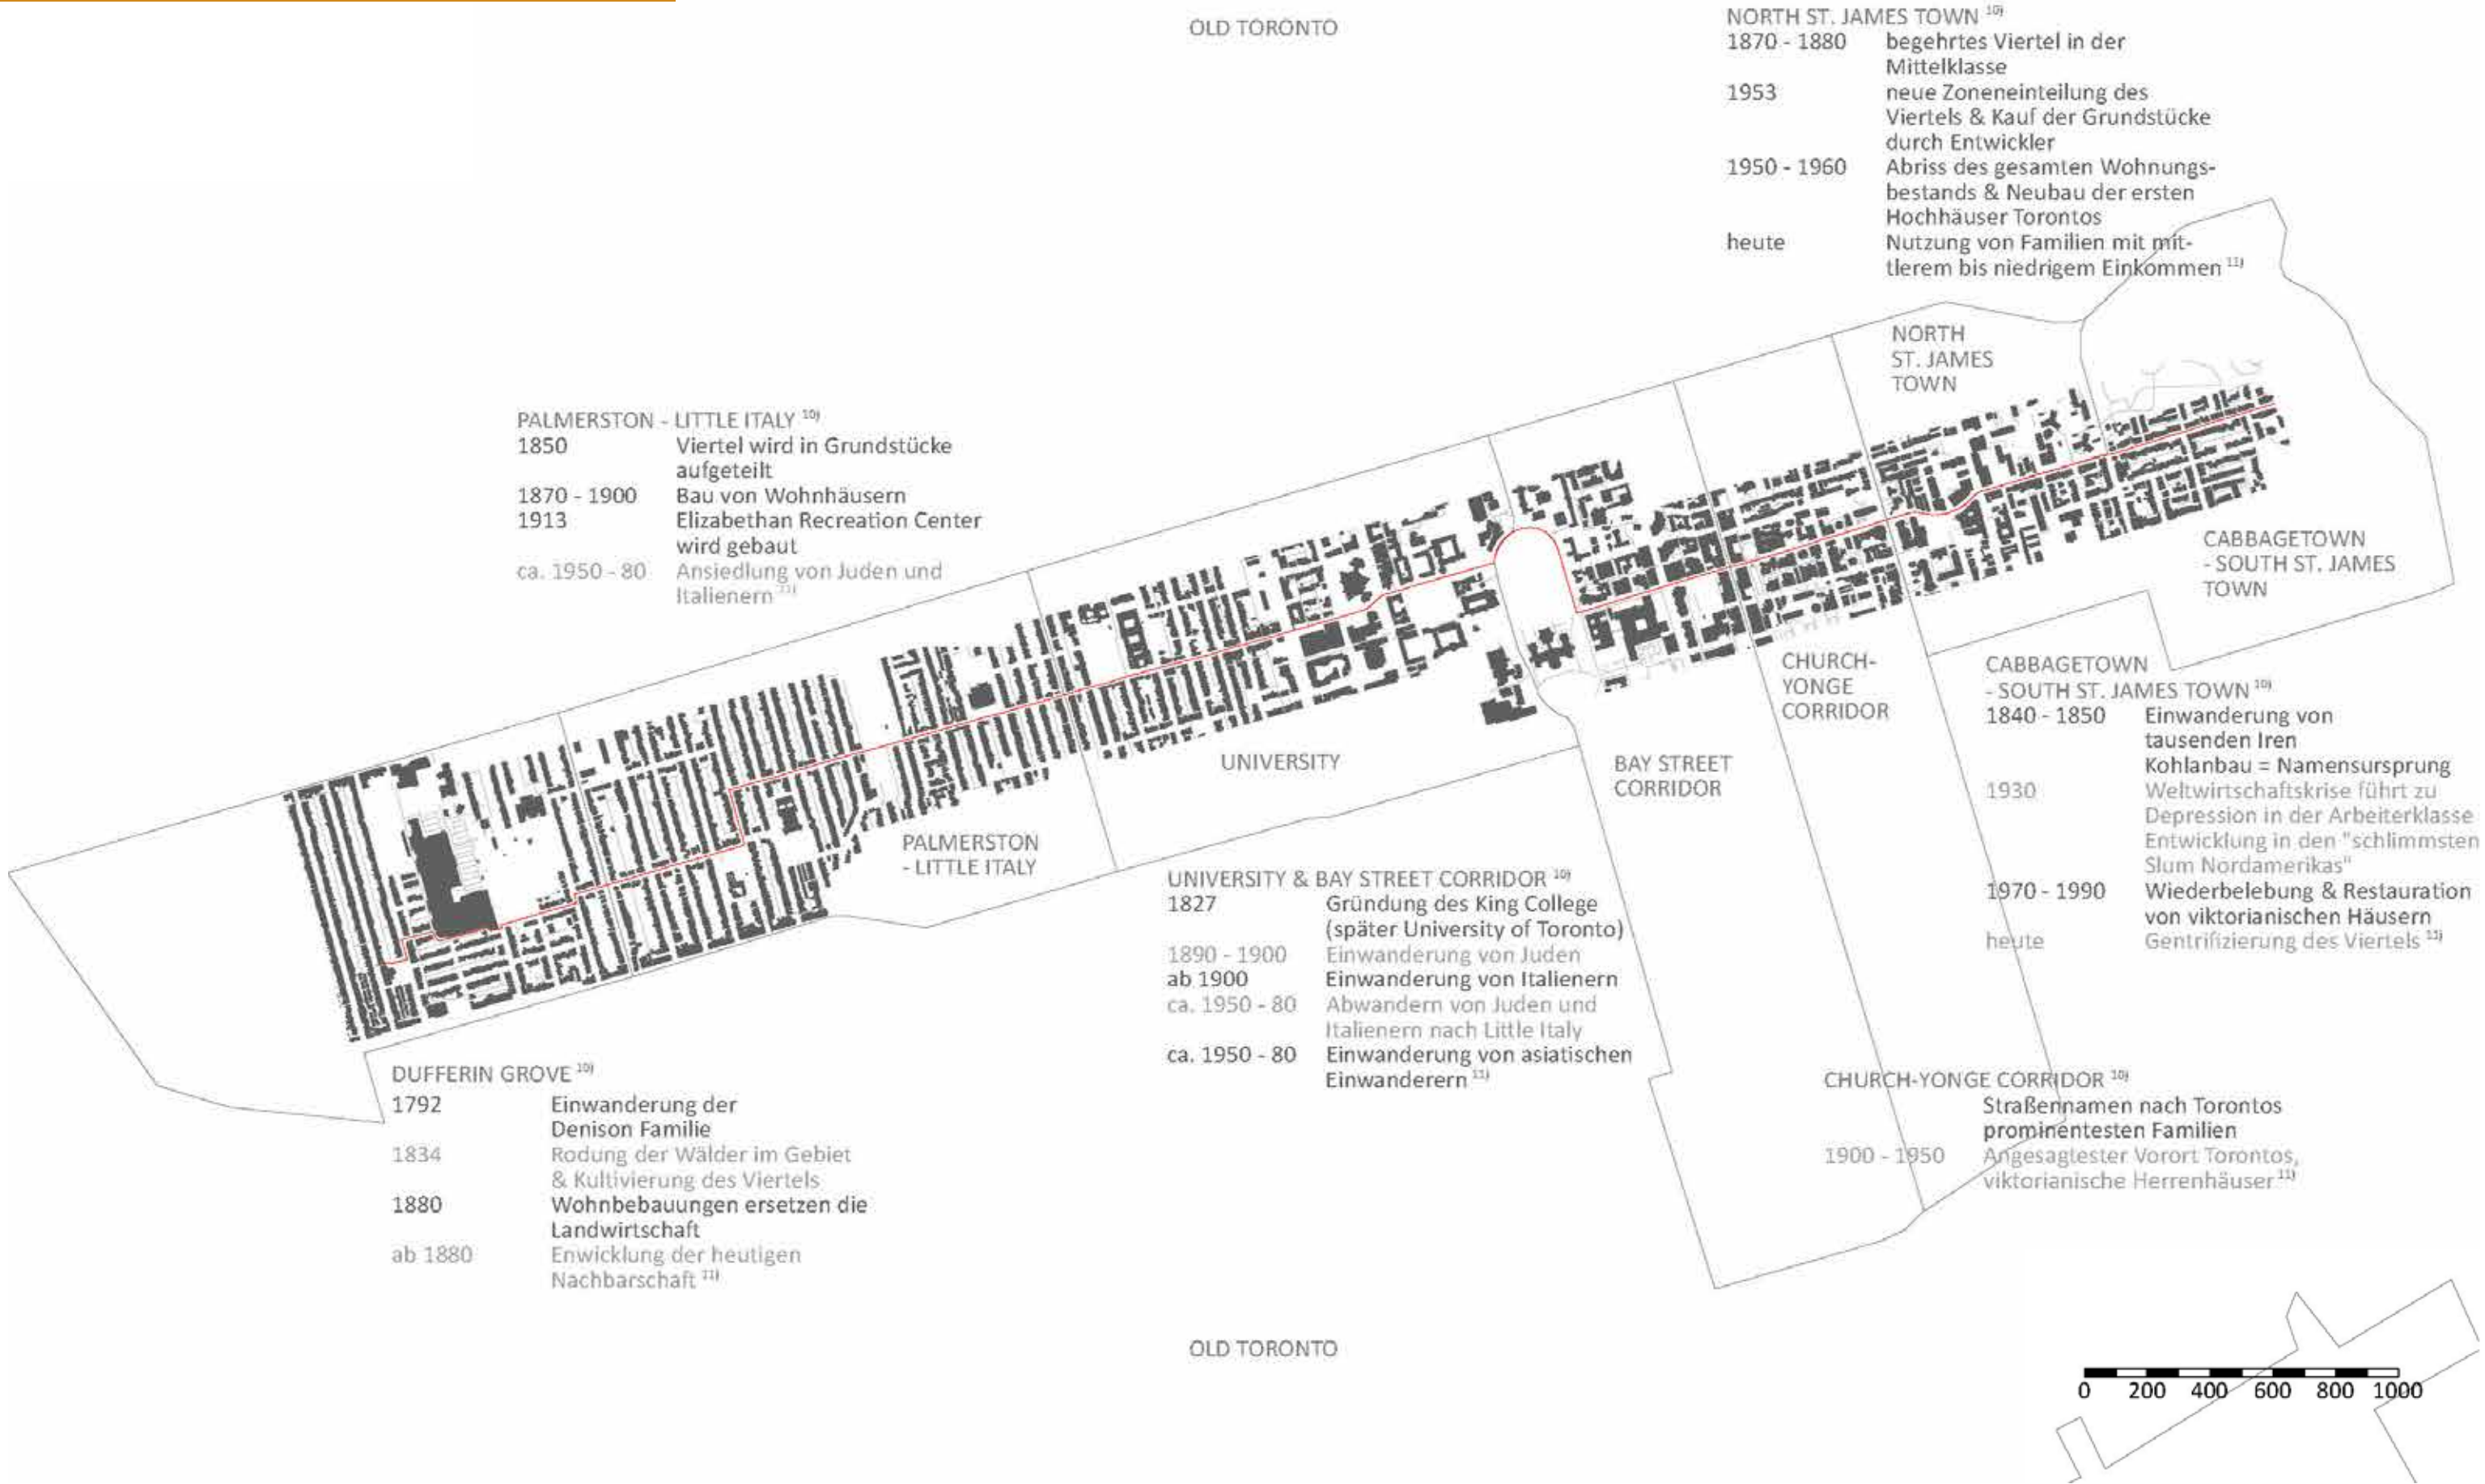 OLD TORONTO
NORTH ST. JAMES TOWN 10)
1870 - 1880 begehrtes Viertel in der
Mittelklasse
1953 neue Zoneneinteilung des
Viertels & Kauf der Grundstücke
durch Entwickler
1950 - 1960 Abriss des gesamten Wohnungs-
bestands & Neubau der ersten
Hochhäuser Torontos
heute Nutzung von Familien mit mit-
tlerem bis niedrigem Einkommen 11)
NORTH
ST. JAMES
TOWN
PALMERSTON - LITTLE ITALY 10)
1850 Viertel wird in Grundstücke
aufgeteilt
1870 - 1900 Bau von Wohnhäusern
1913 Elizabethan Recreation Center
wird gebaut
ca. 1950 - 80 Ansiedlung von Juden und
Italienern 11)
CABBAGETOWN
- SOUTH ST. JAMES
TOWN
CHURCH-
YONGE
CORRIDOR
CABBAGETOWN
- SOUTH ST. JAMES TOWN 10)
1840 - 1850 Einwanderung von
tausenden Iren
Kohlanbau = Namensursprung
1930 Weltwirtschaftskrise führt zu
Depression in der Arbeiterklasse
Entwicklung in den "schlimmsten
Slum Nordamerikas"
1970 - 1990 Wiederbelebung & Restauration
von viktorianischen Häusern
heute Gentrifizierung des Viertels 11)
UNIVERSITY
BAY STREET
CORRIDOR
PALMERSTON
- LITTLE ITALY
UNIVERSITY & BAY STREET CORRIDOR 10)
1827 Gründung des King College
(später University of Toronto)
1890 - 1900 Einwanderung von Juden
ab 1900 Einwanderung von Italienern
ca. 1950 - 80 Abwandern von Juden und
Italienern nach Little Italy
ca. 1950 - 80 Einwanderung von asiatischen
Einwanderern 11)
DUFFERIN GROVE 10)
1792 Einwanderung der
Denison Familie
1834 Rodung der Wälder im Gebiet
& Kultivierung des Viertels
1880 Wohnbebauungen ersetzen die
Landwirtschaft
ab 1880 Enwicklung der heutigen
Nachbarschaft 11)
CHURCH-YONGE CORRIDOR 10)
Straßennamen nach Torontos
prominentesten Familien
1900 - 1950 Angesagtester Vorort Torontos,
viktorianische Herrenhäuser 11)
OLD TORONTO
0 200 400 600 800 1000